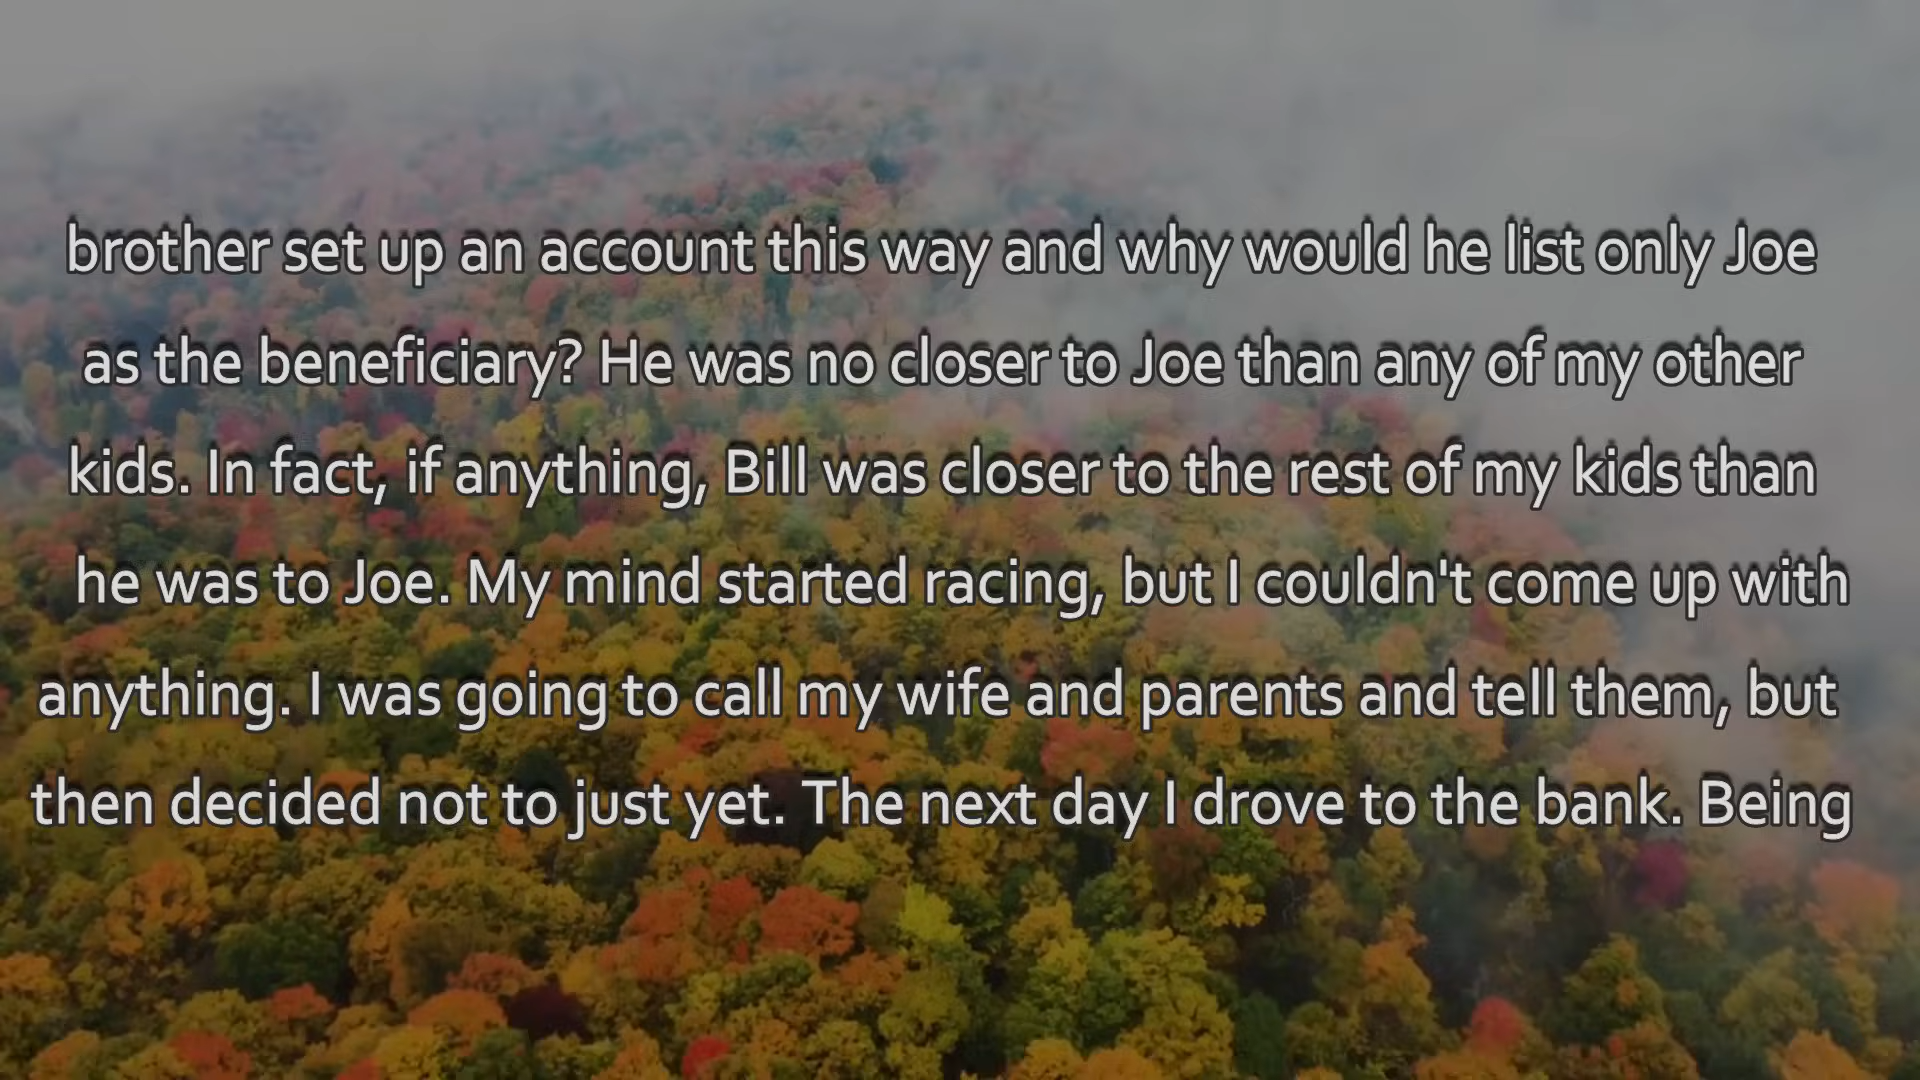 brother set up an account this way and why would he list only Joe
as the beneficiary? He was no closer to Joe than any of my other
kids. In fact, if anything, Bill was closer to the rest of my kids than
he was to Joe. My mind started racing, but I couldn't come up with
anything. I was going to call my wife and parents and tell them, but
then decided not to just yet. The next day I drove to the bank. Being